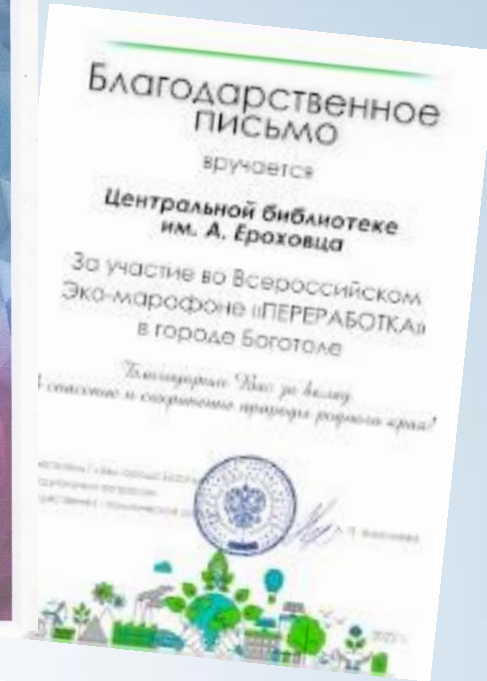 Благодарственное
письмо
вручается
Центральной библиотеке
им. А. Ероховца
За участие во Всероссийском
Эко-марафоне «ПЕРЕРАБОТКА»
в городе Боготоле
Благодарим Вас за вклад
в спасение и сохранение природы родного края!